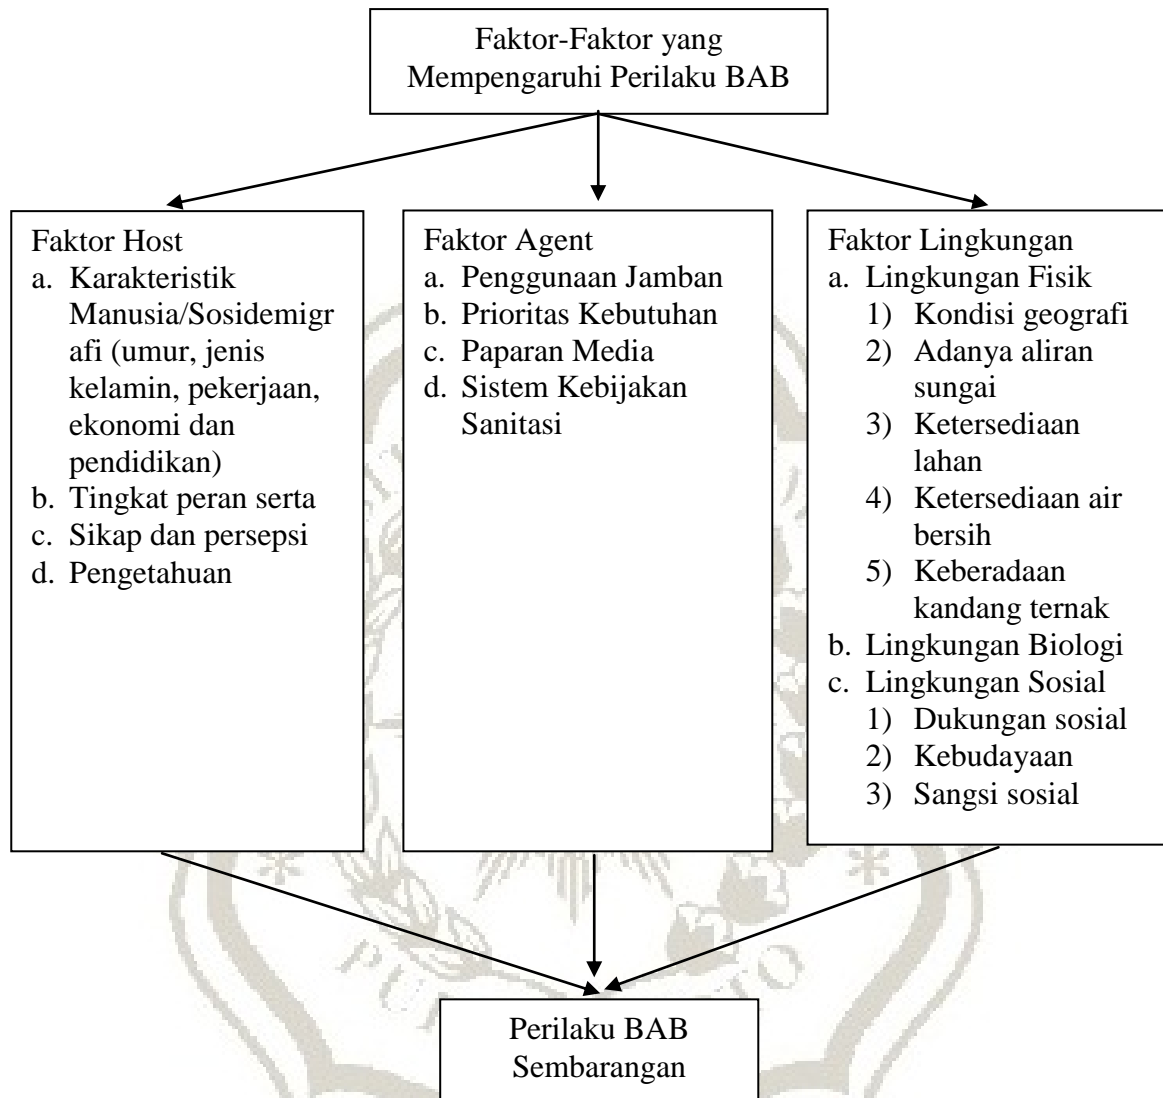 Faktor-Faktor yang
Mempengaruhi Perilaku BAB
Faktor Host
a. Karakteristik
Manusia/Sosidemigr
afi (umur, jenis
kelamin, pekerjaan,
ekonomi dan
pendidikan)
b. Tingkat peran serta
c. Sikap dan persepsi
d. Pengetahuan
Faktor Agent
a. Penggunaan Jamban
b. Prioritas Kebutuhan
c. Paparan Media
d. Sistem Kebijakan
Sanitasi
Faktor Lingkungan
a. Lingkungan Fisik
1) Kondisi geografi
2) Adanya aliran
sungai
3) Ketersediaan
lahan
4) Ketersediaan air
bersih
5) Keberadaan
kandang ternak
b. Lingkungan Biologi
c. Lingkungan Sosial
1) Dukungan sosial
2) Kebudayaan
3) Sangsi sosial
Perilaku BAB
Sembarangan